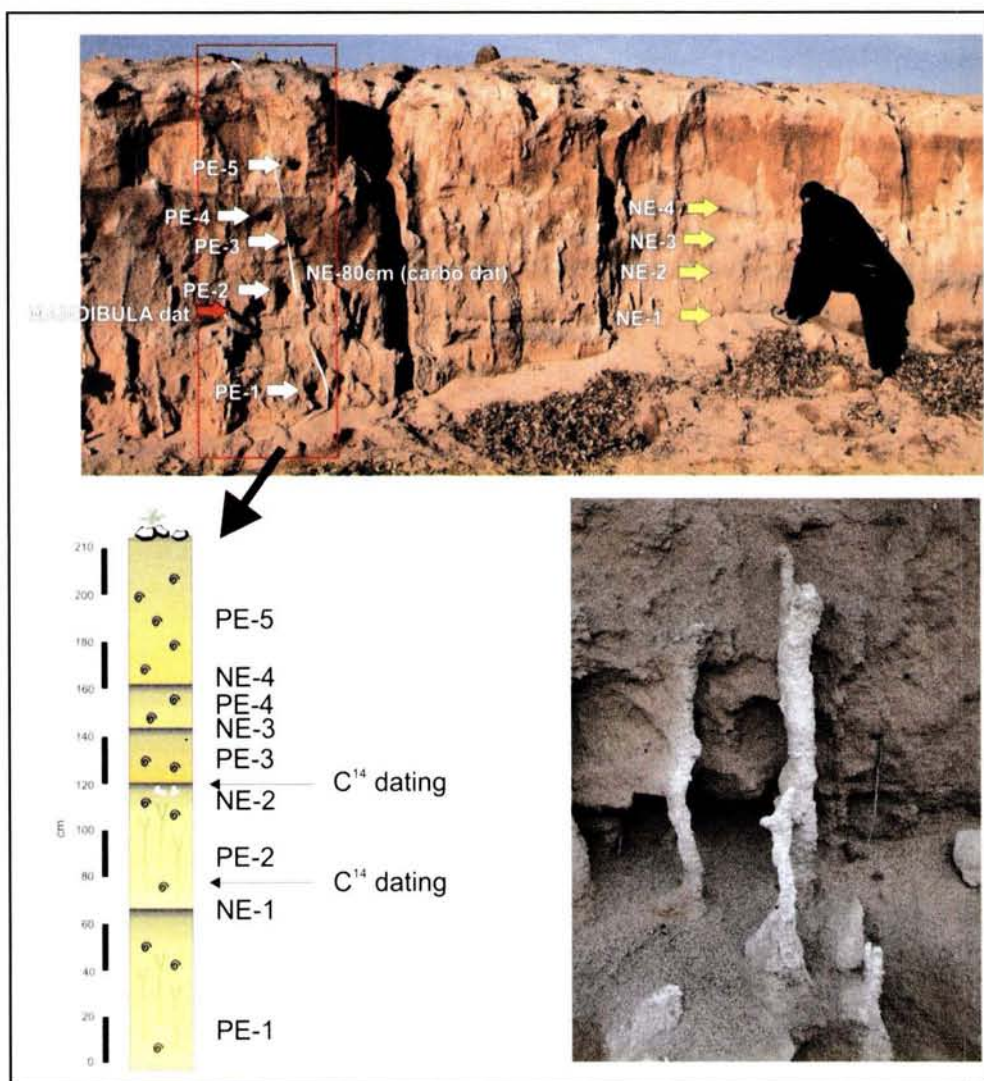 PE-5
PE-4
PE-3
NE-80cm (carbo dat)
PE-2
dat
PE-1
NE-4
NE-3
NE-2
NE-1
210
200
180
160
140
120
100
80
60
40
20
0
cm
PE-5
NE-4
PE-4
NE-3
PE-3
C¹⁴ dating
NE-2
PE-2
C¹⁴ dating
NE-1
PE-1